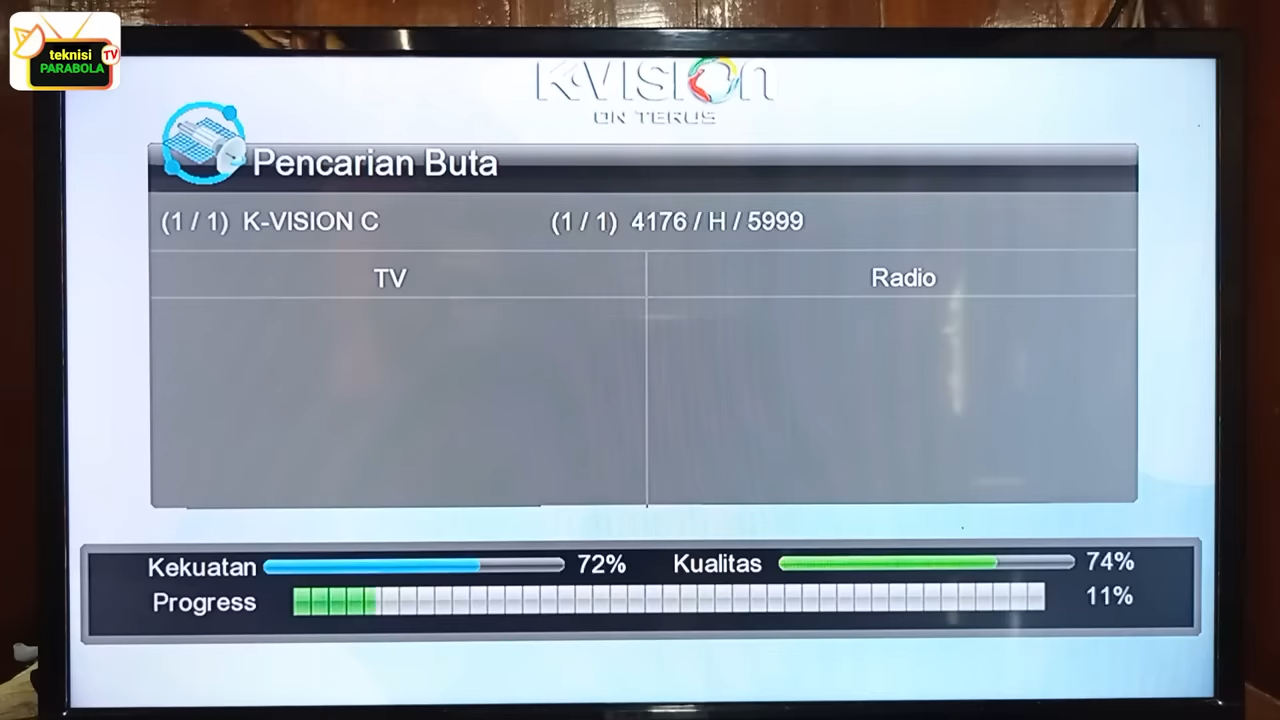 teknisi TV
PARABOLA
K-VISION
ON TERUS
Pencarian Buta
(1 / 1) K-VISION C (1 / 1) 4176 / H / 5999
TV Radio
Kekuatan 72% Kualitas 74%
Progress 11%